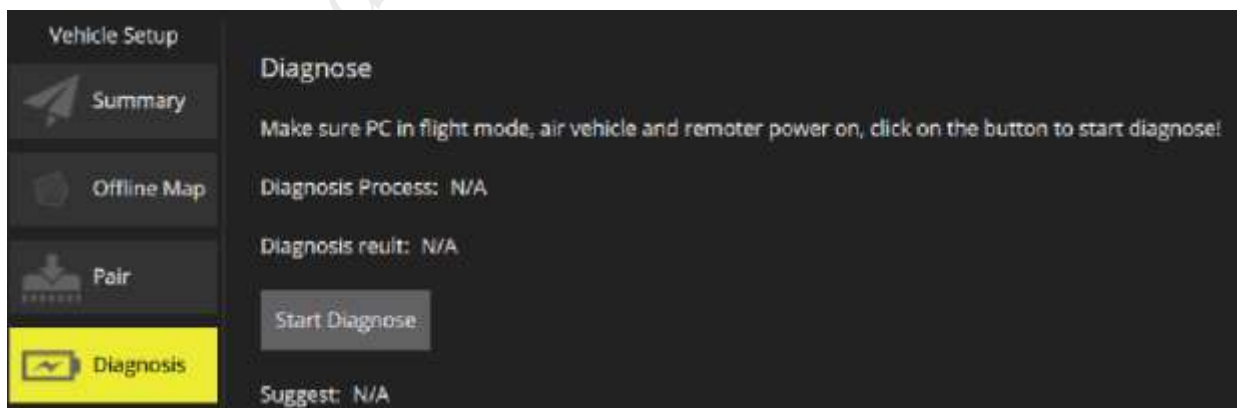 Vehicle Setup
Summary
Offline Map
Pair
Diagnosis
Diagnose
Make sure PC in flight mode, air vehicle and remoter power on, click on the button to start diagnose!
Diagnosis Process: N/A
Diagnosis reult: N/A
Start Diagnose
Suggest: N/A